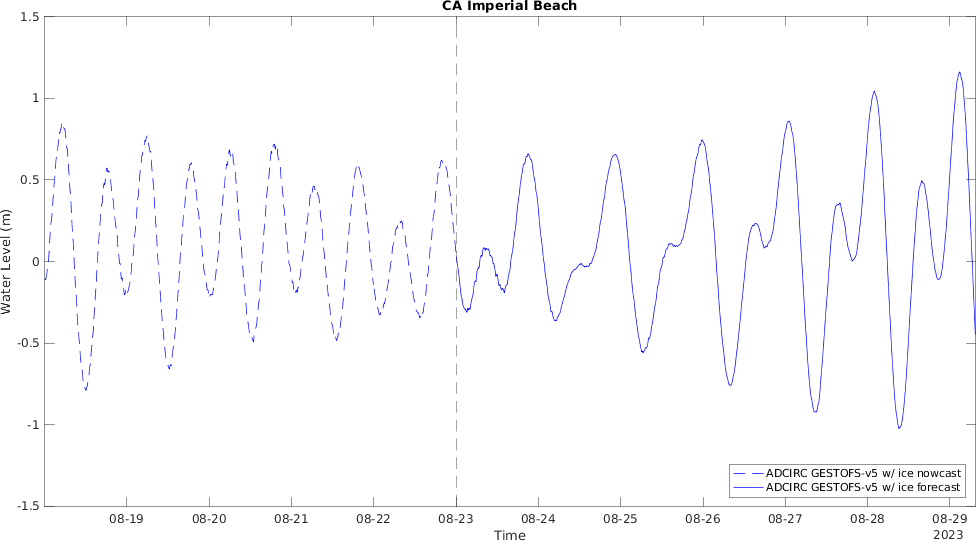 CA Imperial Beach
1.5
1
0.5
0
-0.5
-1
-1.5
Water Level (m)
08-19 08-20 08-21 08-22 08-23 08-24 08-25 08-26 08-27 08-28 08-29
2023
Time
ADCIRC GESTOFS-v5 w/ ice nowcast
ADCIRC GESTOFS-v5 w/ ice forecast